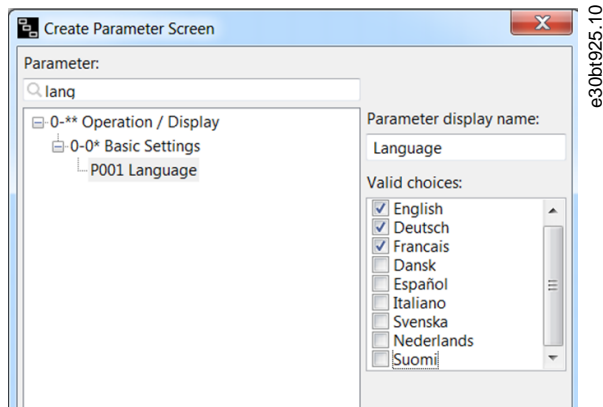 Create Parameter Screen
Parameter:
lang
0-** Operation / Display
0-0* Basic Settings
P001 Language
Parameter display name:
Language
Valid choices:
English
Deutsch
Francais
Dansk
Español
Italiano
Svenska
Nederlands
Suomi
e30bt925.10